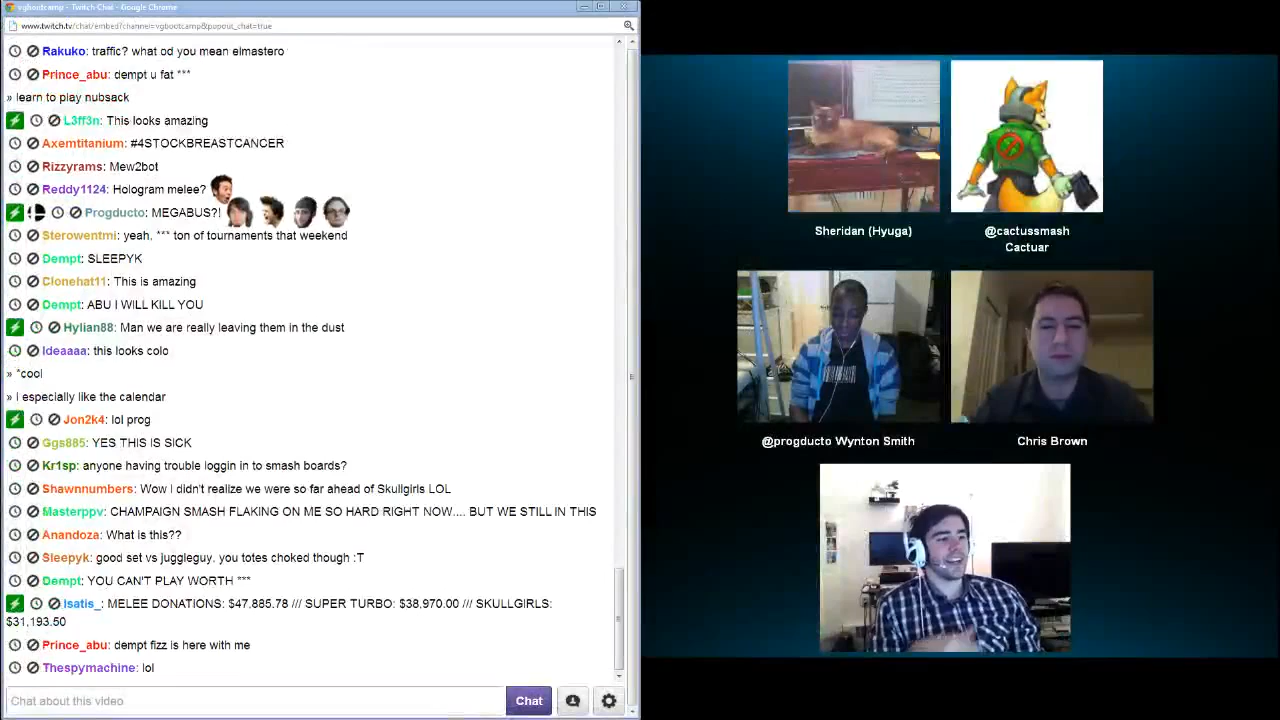 vgbootcamp - Twitch Chat - Google Chrome
www.twitch.tv/chat/embed?channel=vgbootcamp&popout_chat=true
Rakuko: traffic? what od you mean elmastero
Prince_abu: dempt u fat ***
» learn to play nubsack
L3ff3n: This looks amazing
Axemtitanium: #4STOCKBREASTCANCER
Rizzyrams: Mew2bot
Reddy1124: Hologram melee?
Progducto: MEGABUS?!
Sterowentmi: yeah, *** ton of tournaments that weekend
Dempt: SLEEPYK
Clonehat11: This is amazing
Dempt: ABU I WILL KILL YOU
Hylian88: Man we are really leaving them in the dust
Ideaaaa: this looks colo
» *cool
» I especially like the calendar
Jon2k4: lol prog
Ggs885: YES THIS IS SICK
Kr1sp: anyone having trouble loggin in to smash boards?
Shawnnumbers: Wow I didn't realize we were so far ahead of Skullgirls LOL
Masterppv: CHAMPAIGN SMASH FLAKING ON ME SO HARD RIGHT NOW.... BUT WE STILL IN THIS
Anandoza: What is this??
Sleepyk: good set vs juggleguy, you totes choked though :T
Dempt: YOU CAN'T PLAY WORTH ***
Isatis_: MELEE DONATIONS: $47,885.78 /// SUPER TURBO: $38,970.00 /// SKULLGIRLS:
$31,193.50
Prince_abu: dempt fizz is here with me
Thespymachine: lol
Chat about this video
Chat
Sheridan (Hyuga)
@cactussmash
Cactuar
@progducto Wynton Smith
Chris Brown